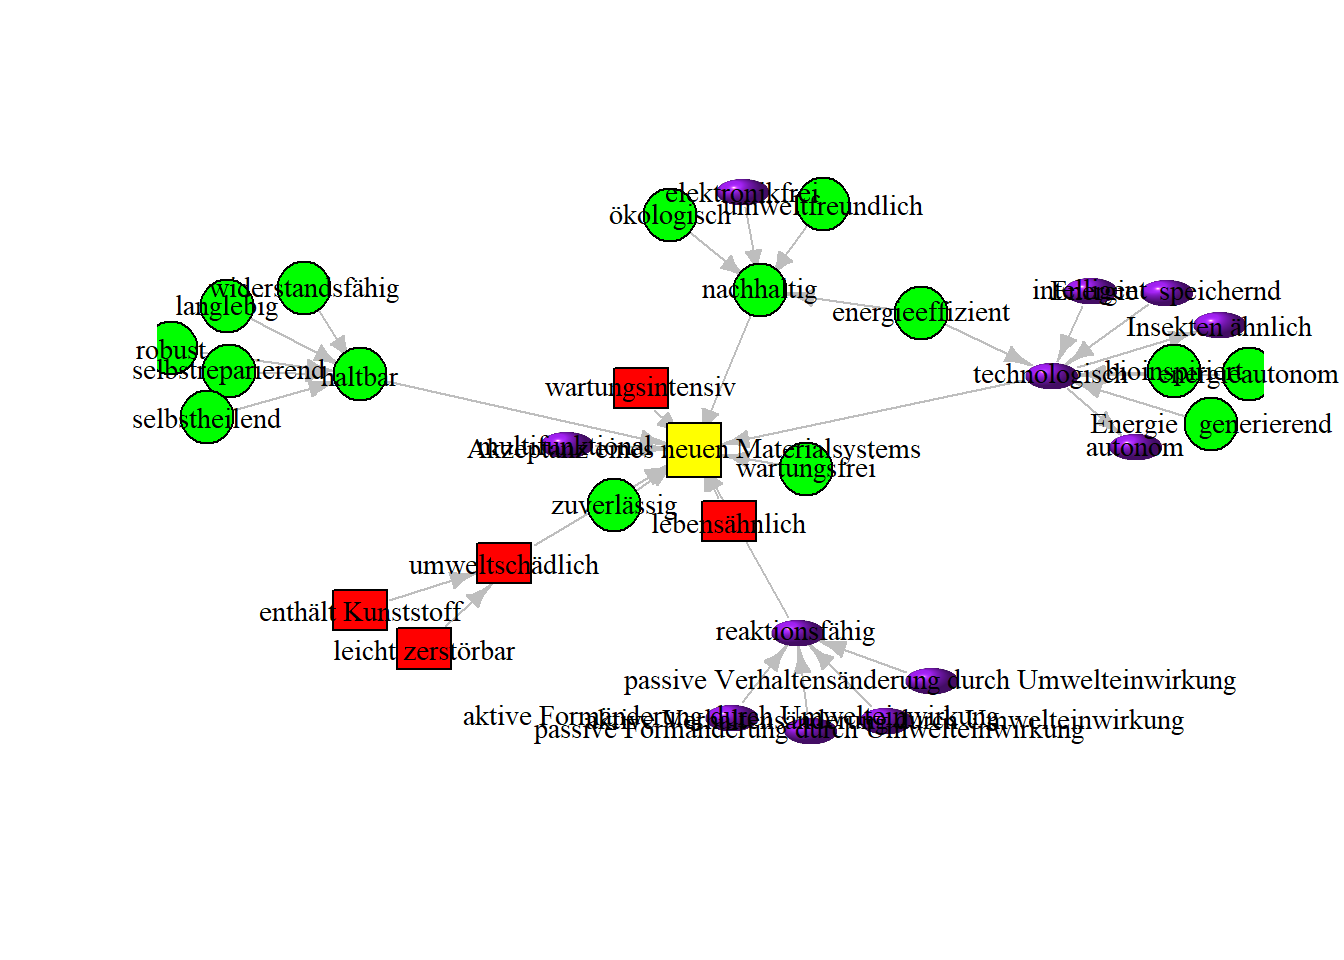 elektronikfrei
umweltfreundlich
ökologisch
widerstandsfähig
nachhaltig
intelligent
Energie speichernd
langlebig
energieeffizient
Insekten ähnlich
robust
selbstreparierend
haltbar
technologisch
bioinspiriert
energieautonom
wartungsintensiv
selbstheilend
Energie generierend
multifunktional
autonom
Akzeptanz eines neuen Materialsystems
wartungsfrei
zuverlässig
lebensähnlich
umweltschädlich
enthält Kunststoff
reaktionsfähig
leicht zerstörbar
passive Verhaltensänderung durch Umwelteinwirkung
aktive Formänderung durch Umwelteinwirkung
aktive Verhaltensänderung durch Umwelteinwirkung
passive Formänderung durch Umwelteinwirkung